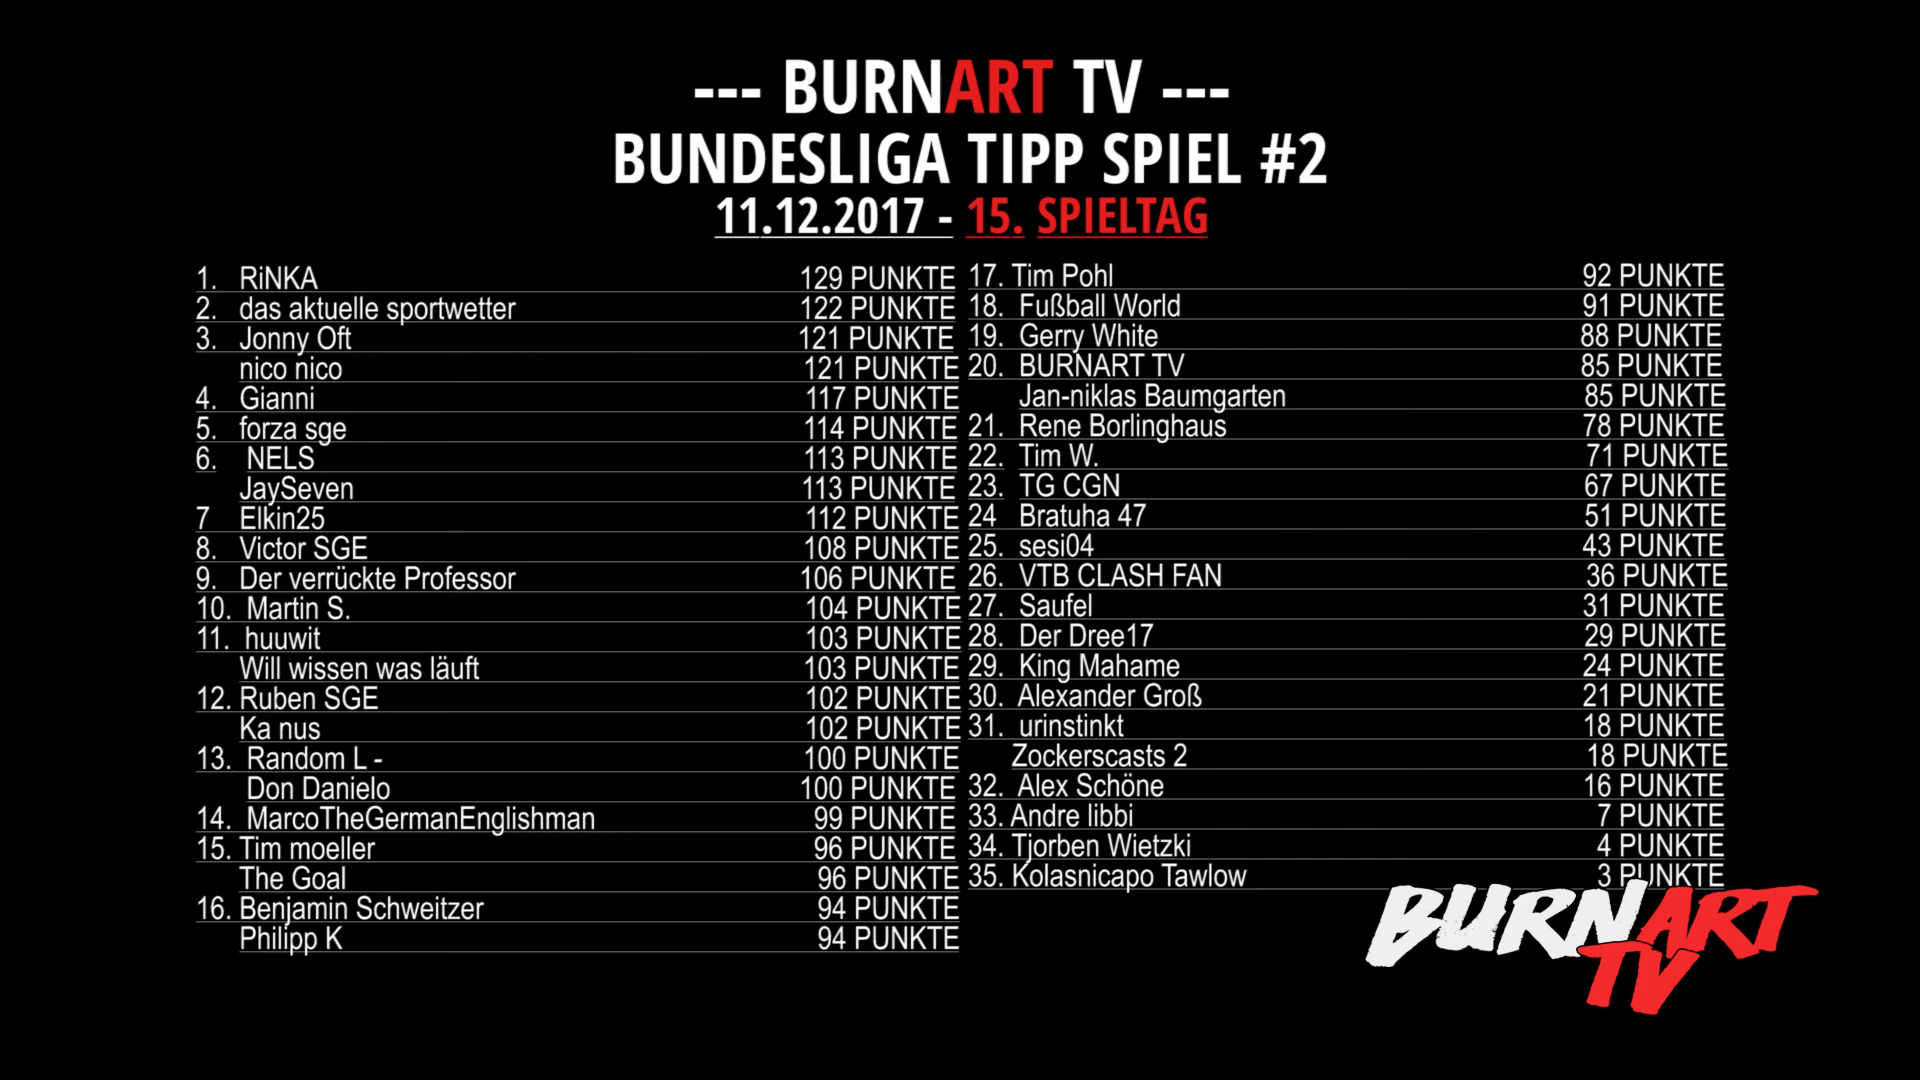 --- BURNART TV ---
BUNDESLIGA TIPP SPIEL #2
11.12.2017 - 15. SPIELTAG
1. RiNKA 129 PUNKTE
2. das aktuelle sportwetter 122 PUNKTE
3. Jonny Oft 121 PUNKTE
nico nico 121 PUNKTE
4. Gianni 117 PUNKTE
5. forza sge 114 PUNKTE
6. NELS 113 PUNKTE
JaySeven 113 PUNKTE
7 Elkin25 112 PUNKTE
8. Victor SGE 108 PUNKTE
9. Der verrückte Professor 106 PUNKTE
10. Martin S. 104 PUNKTE
11. huuwit 103 PUNKTE
Will wissen was läuft 103 PUNKTE
12. Ruben SGE 102 PUNKTE
Ka nus 102 PUNKTE
13. Random L - 100 PUNKTE
Don Danielo 100 PUNKTE
14. MarcoTheGermanEnglishman 99 PUNKTE
15. Tim moeller 96 PUNKTE
The Goal 96 PUNKTE
16. Benjamin Schweitzer 94 PUNKTE
Philipp K 94 PUNKTE
17. Tim Pohl 92 PUNKTE
18. Fußball World 91 PUNKTE
19. Gerry White 88 PUNKTE
20. BURNART TV 85 PUNKTE
Jan-niklas Baumgarten 85 PUNKTE
21. Rene Borlinghaus 78 PUNKTE
22. Tim W. 71 PUNKTE
23. TG CGN 67 PUNKTE
24 Bratuha 47 51 PUNKTE
25. sesi04 43 PUNKTE
26. VTB CLASH FAN 36 PUNKTE
27. Saufel 31 PUNKTE
28. Der Dree17 29 PUNKTE
29. King Mahame 24 PUNKTE
30. Alexander Groß 21 PUNKTE
31. urinstinkt 18 PUNKTE
Zockerscasts 2 18 PUNKTE
32. Alex Schöne 16 PUNKTE
33. Andre libbi 7 PUNKTE
34. Tjorben Wietzki 4 PUNKTE
35. Kolasnicapo Tawlow 3 PUNKTE
BURNART
TV